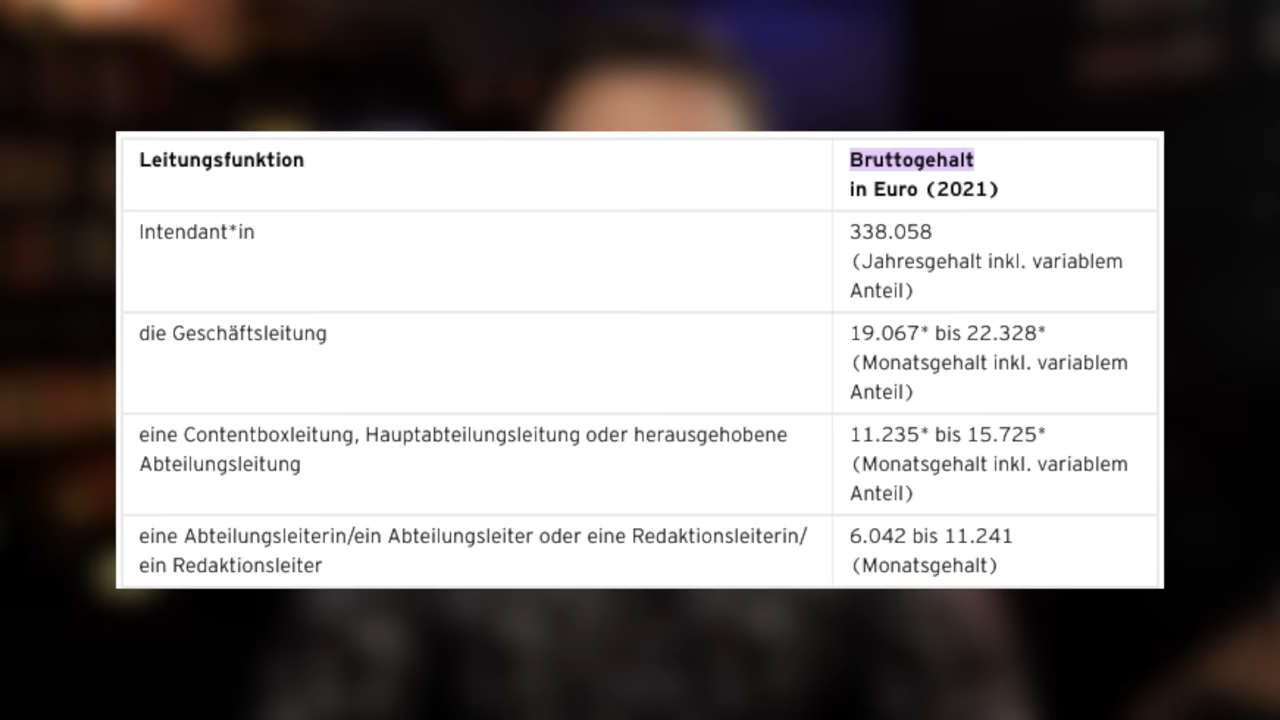 Leitungsfunktion
Bruttogehalt
in Euro (2021)
Intendant*in
338.058
(Jahresgehalt inkl. variablem
Anteil)
die Geschäftsleitung
19.067* bis 22.328*
(Monatsgehalt inkl. variablem
Anteil)
eine Contentboxleitung, Hauptabteilungsleitung oder herausgehobene
Abteilungsleitung
11.235* bis 15.725*
(Monatsgehalt inkl. variablem
Anteil)
eine Abteilungsleiterin/ein Abteilungsleiter oder eine Redaktionsleiterin/
ein Redaktionsleiter
6.042 bis 11.241
(Monatsgehalt)